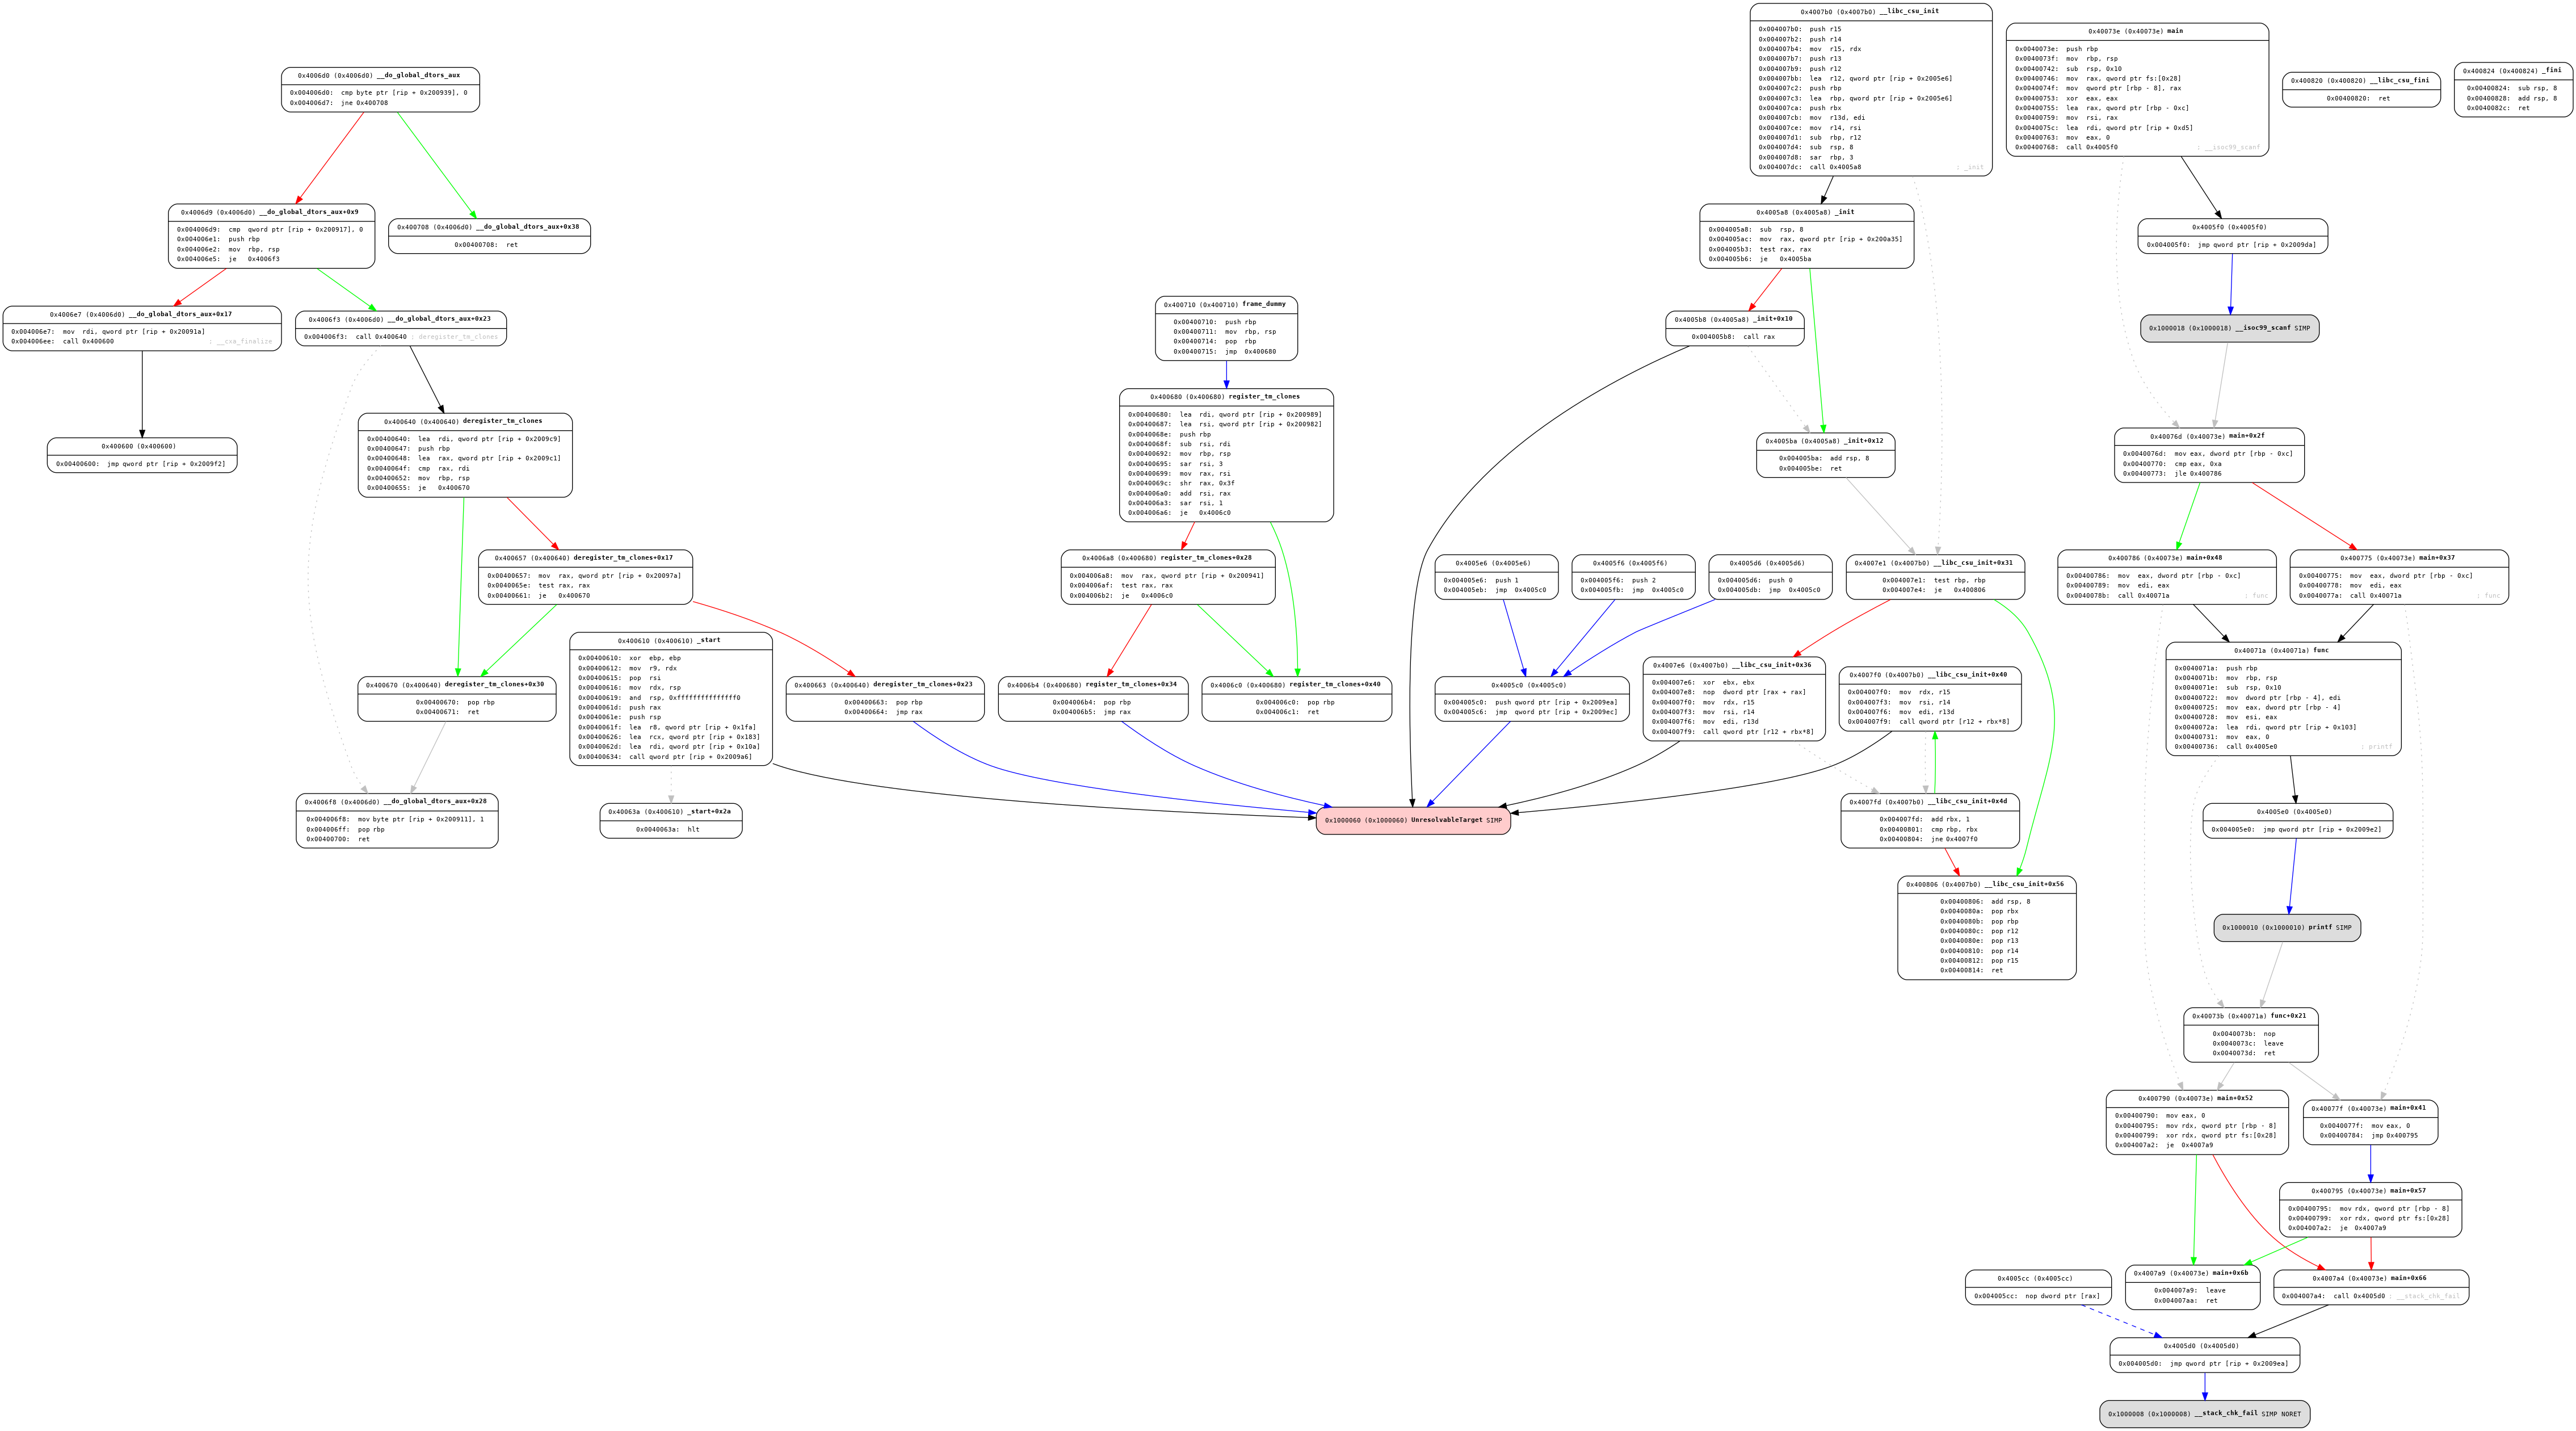 0x4007b0 (0x4007b0) __libc_csu_init
0x004007b0: push r15
0x004007b2: push r14
0x004007b4: mov r15, rdx
0x004007b7: push r13
0x004007b9: push r12
0x004007bb: lea r12, qword ptr [rip + 0x2005e6]
0x004007c2: push rbp
0x004007c3: lea rbp, qword ptr [rip + 0x2005e6]
0x004007ca: push rbx
0x004007cb: mov r13d, edi
0x004007ce: mov r14, rsi
0x004007d1: sub rbp, r12
0x004007d4: sub rsp, 8
0x004007d8: sar rbp, 3
0x004007dc: call 0x4005a8 : _init
0x40073e (0x40073e) main
0x0040073e: push rbp
0x0040073f: mov rbp, rsp
0x00400742: sub rsp, 0x10
0x00400746: mov rax, qword ptr fs:[0x28]
0x0040074f: mov qword ptr [rbp - 8], rax
0x00400753: xor eax, eax
0x00400755: lea rax, qword ptr [rbp - 0xc]
0x00400759: mov rsi, rax
0x0040075c: lea rdi, qword ptr [rip + 0xd5]
0x00400763: mov eax, 0
0x00400768: call 0x4005f0 : __isoc99_scanf
0x400820 (0x400820) __libc_csu_fini
0x00400820: ret
0x400824 (0x400824) _fini
0x00400824: sub rsp, 8
0x00400828: add rsp, 8
0x0040082c: ret
0x4006d0 (0x4006d0) __do_global_dtors_aux
0x004006d0: cmp byte ptr [rip + 0x200939], 0
0x004006d7: jne 0x400708
0x4006d9 (0x4006d0) __do_global_dtors_aux+0x9
0x004006d9: cmp qword ptr [rip + 0x200917], 0
0x004006e1: push rbp
0x004006e2: mov rbp, rsp
0x004006e5: je 0x4006f3
0x400708 (0x4006d0) __do_global_dtors_aux+0x38
0x00400708: ret
0x4005a8 (0x4005a8) _init
0x004005a8: sub rsp, 8
0x004005ac: mov rax, qword ptr [rip + 0x200a35]
0x004005b3: test rax, rax
0x004005b6: je 0x4005ba
0x4005f0 (0x4005f0)
0x004005f0: jmp qword ptr [rip + 0x2009da]
0x4006e7 (0x4006d0) __do_global_dtors_aux+0x17
0x004006e7: mov rdi, qword ptr [rip + 0x20091a]
0x004006ee: call 0x400600 : __cxa_finalize
0x4006f3 (0x4006d0) __do_global_dtors_aux+0x23
0x004006f3: call 0x400640 : deregister_tm_clones
0x400710 (0x400710) frame_dummy
0x00400710: push rbp
0x00400711: mov rbp, rsp
0x00400714: pop rbp
0x00400715: jmp 0x400680
0x4005b8 (0x4005a8) _init+0x10
0x004005b8: call rax
0x1000018 (0x1000018) __isoc99_scanf SIMP
0x400600 (0x400600)
0x00400600: jmp qword ptr [rip + 0x2009f2]
0x400640 (0x400640) deregister_tm_clones
0x00400640: lea rdi, qword ptr [rip + 0x2009c9]
0x00400647: push rbp
0x00400648: lea rax, qword ptr [rip + 0x2009c1]
0x0040064f: cmp rax, rdi
0x00400652: mov rbp, rsp
0x00400655: je 0x400670
0x400680 (0x400680) register_tm_clones
0x00400680: lea rdi, qword ptr [rip + 0x200989]
0x00400687: lea rsi, qword ptr [rip + 0x200982]
0x0040068e: push rbp
0x0040068f: sub rsi, rdi
0x00400692: mov rbp, rsp
0x00400695: sar rsi, 3
0x00400699: mov rax, rsi
0x0040069c: shr rax, 0x3f
0x004006a0: add rsi, rax
0x004006a3: sar rsi, 1
0x004006a6: je 0x4006c0
0x4005ba (0x4005a8) _init+0x12
0x004005ba: add rsp, 8
0x004005be: ret
0x40076d (0x40073e) main+0x2f
0x0040076d: mov eax, dword ptr [rbp - 0xc]
0x00400770: cmp eax, 0xa
0x00400773: jle 0x400786
0x400657 (0x400640) deregister_tm_clones+0x17
0x00400657: mov rax, qword ptr [rip + 0x20097a]
0x0040065e: test rax, rax
0x00400661: je 0x400670
0x4006a8 (0x400680) register_tm_clones+0x28
0x004006a8: mov rax, qword ptr [rip + 0x200941]
0x004006af: test rax, rax
0x004006b2: je 0x4006c0
0x4005e6 (0x4005e6)
0x004005e6: push 1
0x004005eb: jmp 0x4005c0
0x4005f6 (0x4005f6)
0x004005f6: push 2
0x004005fb: jmp 0x4005c0
0x4005d6 (0x4005d6)
0x004005d6: push 0
0x004005db: jmp 0x4005c0
0x4007e1 (0x4007b0) __libc_csu_init+0x31
0x004007e1: test rbp, rbp
0x004007e4: je 0x400806
0x400786 (0x40073e) main+0x48
0x00400786: mov eax, dword ptr [rbp - 0xc]
0x00400789: mov edi, eax
0x0040078b: call 0x40071a : func
0x400775 (0x40073e) main+0x37
0x00400775: mov eax, dword ptr [rbp - 0xc]
0x00400778: mov edi, eax
0x0040077a: call 0x40071a : func
0x400670 (0x400640) deregister_tm_clones+0x30
0x00400670: pop rbp
0x00400671: ret
0x400610 (0x400610) _start
0x00400610: xor ebp, ebp
0x00400612: mov r9, rdx
0x00400615: pop rsi
0x00400616: mov rdx, rsp
0x00400619: and rsp, 0xfffffffffffffff0
0x0040061d: push rax
0x0040061e: push rsp
0x0040061f: lea r8, qword ptr [rip + 0x1fa]
0x00400626: lea rcx, qword ptr [rip + 0x183]
0x0040062d: lea rdi, qword ptr [rip + 0x10a]
0x00400634: call qword ptr [rip + 0x2009a6]
0x400663 (0x400640) deregister_tm_clones+0x23
0x00400663: pop rbp
0x00400664: jmp rax
0x4006b4 (0x400680) register_tm_clones+0x34
0x004006b4: pop rbp
0x004006b5: jmp rax
0x4006c0 (0x400680) register_tm_clones+0x40
0x004006c0: pop rbp
0x004006c1: ret
0x4005c0 (0x4005c0)
0x004005c0: push qword ptr [rip + 0x2009ea]
0x004005c6: jmp qword ptr [rip + 0x2009ec]
0x4007e6 (0x4007b0) __libc_csu_init+0x36
0x004007e6: xor ebx, ebx
0x004007e8: nop dword ptr [rax + rax]
0x004007f0: mov rdx, r15
0x004007f3: mov rsi, r14
0x004007f6: mov edi, r13d
0x004007f9: call qword ptr [r12 + rbx*8]
0x4007f0 (0x4007b0) __libc_csu_init+0x40
0x004007f0: mov rdx, r15
0x004007f3: mov rsi, r14
0x004007f6: mov edi, r13d
0x004007f9: call qword ptr [r12 + rbx*8]
0x40071a (0x40071a) func
0x0040071a: push rbp
0x0040071b: mov rbp, rsp
0x0040071e: sub rsp, 0x10
0x00400722: mov dword ptr [rbp - 4], edi
0x00400725: mov eax, dword ptr [rbp - 4]
0x00400728: mov esi, eax
0x0040072a: lea rdi, qword ptr [rip + 0x103]
0x00400731: mov eax, 0
0x00400736: call 0x4005e0 : printf
0x4006f8 (0x4006d0) __do_global_dtors_aux+0x28
0x004006f8: mov byte ptr [rip + 0x200911], 1
0x004006ff: pop rbp
0x00400700: ret
0x40063a (0x400610) _start+0x2a
0x0040063a: hlt
0x1000060 (0x1000060) UnresolvableTarget SIMP
0x4007fd (0x4007b0) __libc_csu_init+0x4d
0x004007fd: add rbx, 1
0x00400801: cmp rbp, rbx
0x00400804: jne 0x4007f0
0x4005e0 (0x4005e0)
0x004005e0: jmp qword ptr [rip + 0x2009e2]
0x400806 (0x4007b0) __libc_csu_init+0x56
0x00400806: add rsp, 8
0x0040080a: pop rbx
0x0040080b: pop rbp
0x0040080c: pop r12
0x0040080e: pop r13
0x00400810: pop r14
0x00400812: pop r15
0x00400814: ret
0x1000010 (0x1000010) printf SIMP
0x40073b (0x40071a) func+0x21
0x0040073b: nop
0x0040073c: leave
0x0040073d: ret
0x400790 (0x40073e) main+0x52
0x00400790: mov eax, 0
0x00400795: mov rdx, qword ptr [rbp - 8]
0x00400799: xor rdx, qword ptr fs:[0x28]
0x004007a2: je 0x4007a9
0x40077f (0x40073e) main+0x41
0x0040077f: mov eax, 0
0x00400784: jmp 0x400795
0x400795 (0x40073e) main+0x57
0x00400795: mov rdx, qword ptr [rbp - 8]
0x00400799: xor rdx, qword ptr fs:[0x28]
0x004007a2: je 0x4007a9
0x4005cc (0x4005cc)
0x004005cc: nop dword ptr [rax]
0x4007a9 (0x40073e) main+0x6b
0x004007a9: leave
0x004007aa: ret
0x4007a4 (0x40073e) main+0x66
0x004007a4: call 0x4005d0 : __stack_chk_fail
0x4005d0 (0x4005d0)
0x004005d0: jmp qword ptr [rip + 0x2009ea]
0x1000008 (0x1000008) __stack_chk_fail SIMP NORET